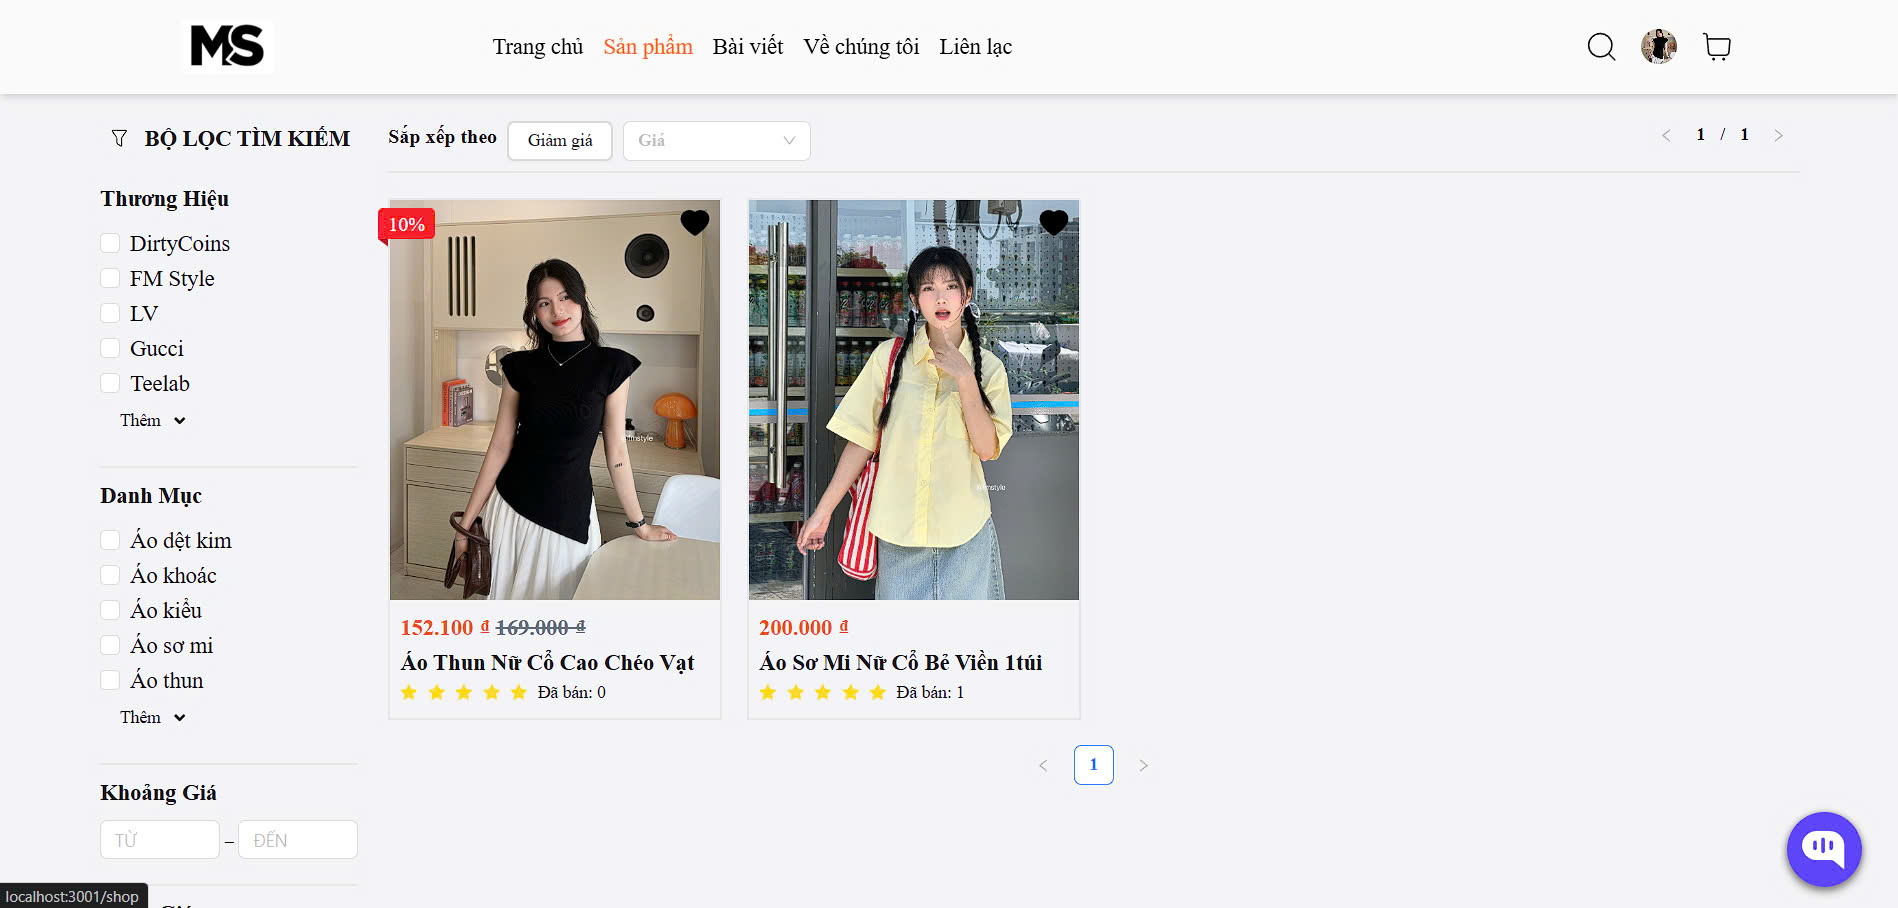 MS
Trang chủ Sản phẩm Bài viết Về chúng tôi Liên lạc
BỘ LỌC TÌM KIẾM
Thương Hiệu
DirtyCoins
FM Style
LV
Gucci
Teelab
Thêm
Danh Mục
Áo dệt kim
Áo khoác
Áo kiểu
Áo sơ mi
Áo thun
Thêm
Khoảng Giá
TỪ – ĐẾN
Sắp xếp theo Giảm giá Giá
1 / 1
10%
152.100 ₫ 169.000 ₫
Áo Thun Nữ Cổ Cao Chéo Vạt
Đã bán: 0
200.000 ₫
Áo Sơ Mi Nữ Cổ Bẻ Viền 1túi
Đã bán: 1
1
localhost:3001/shop